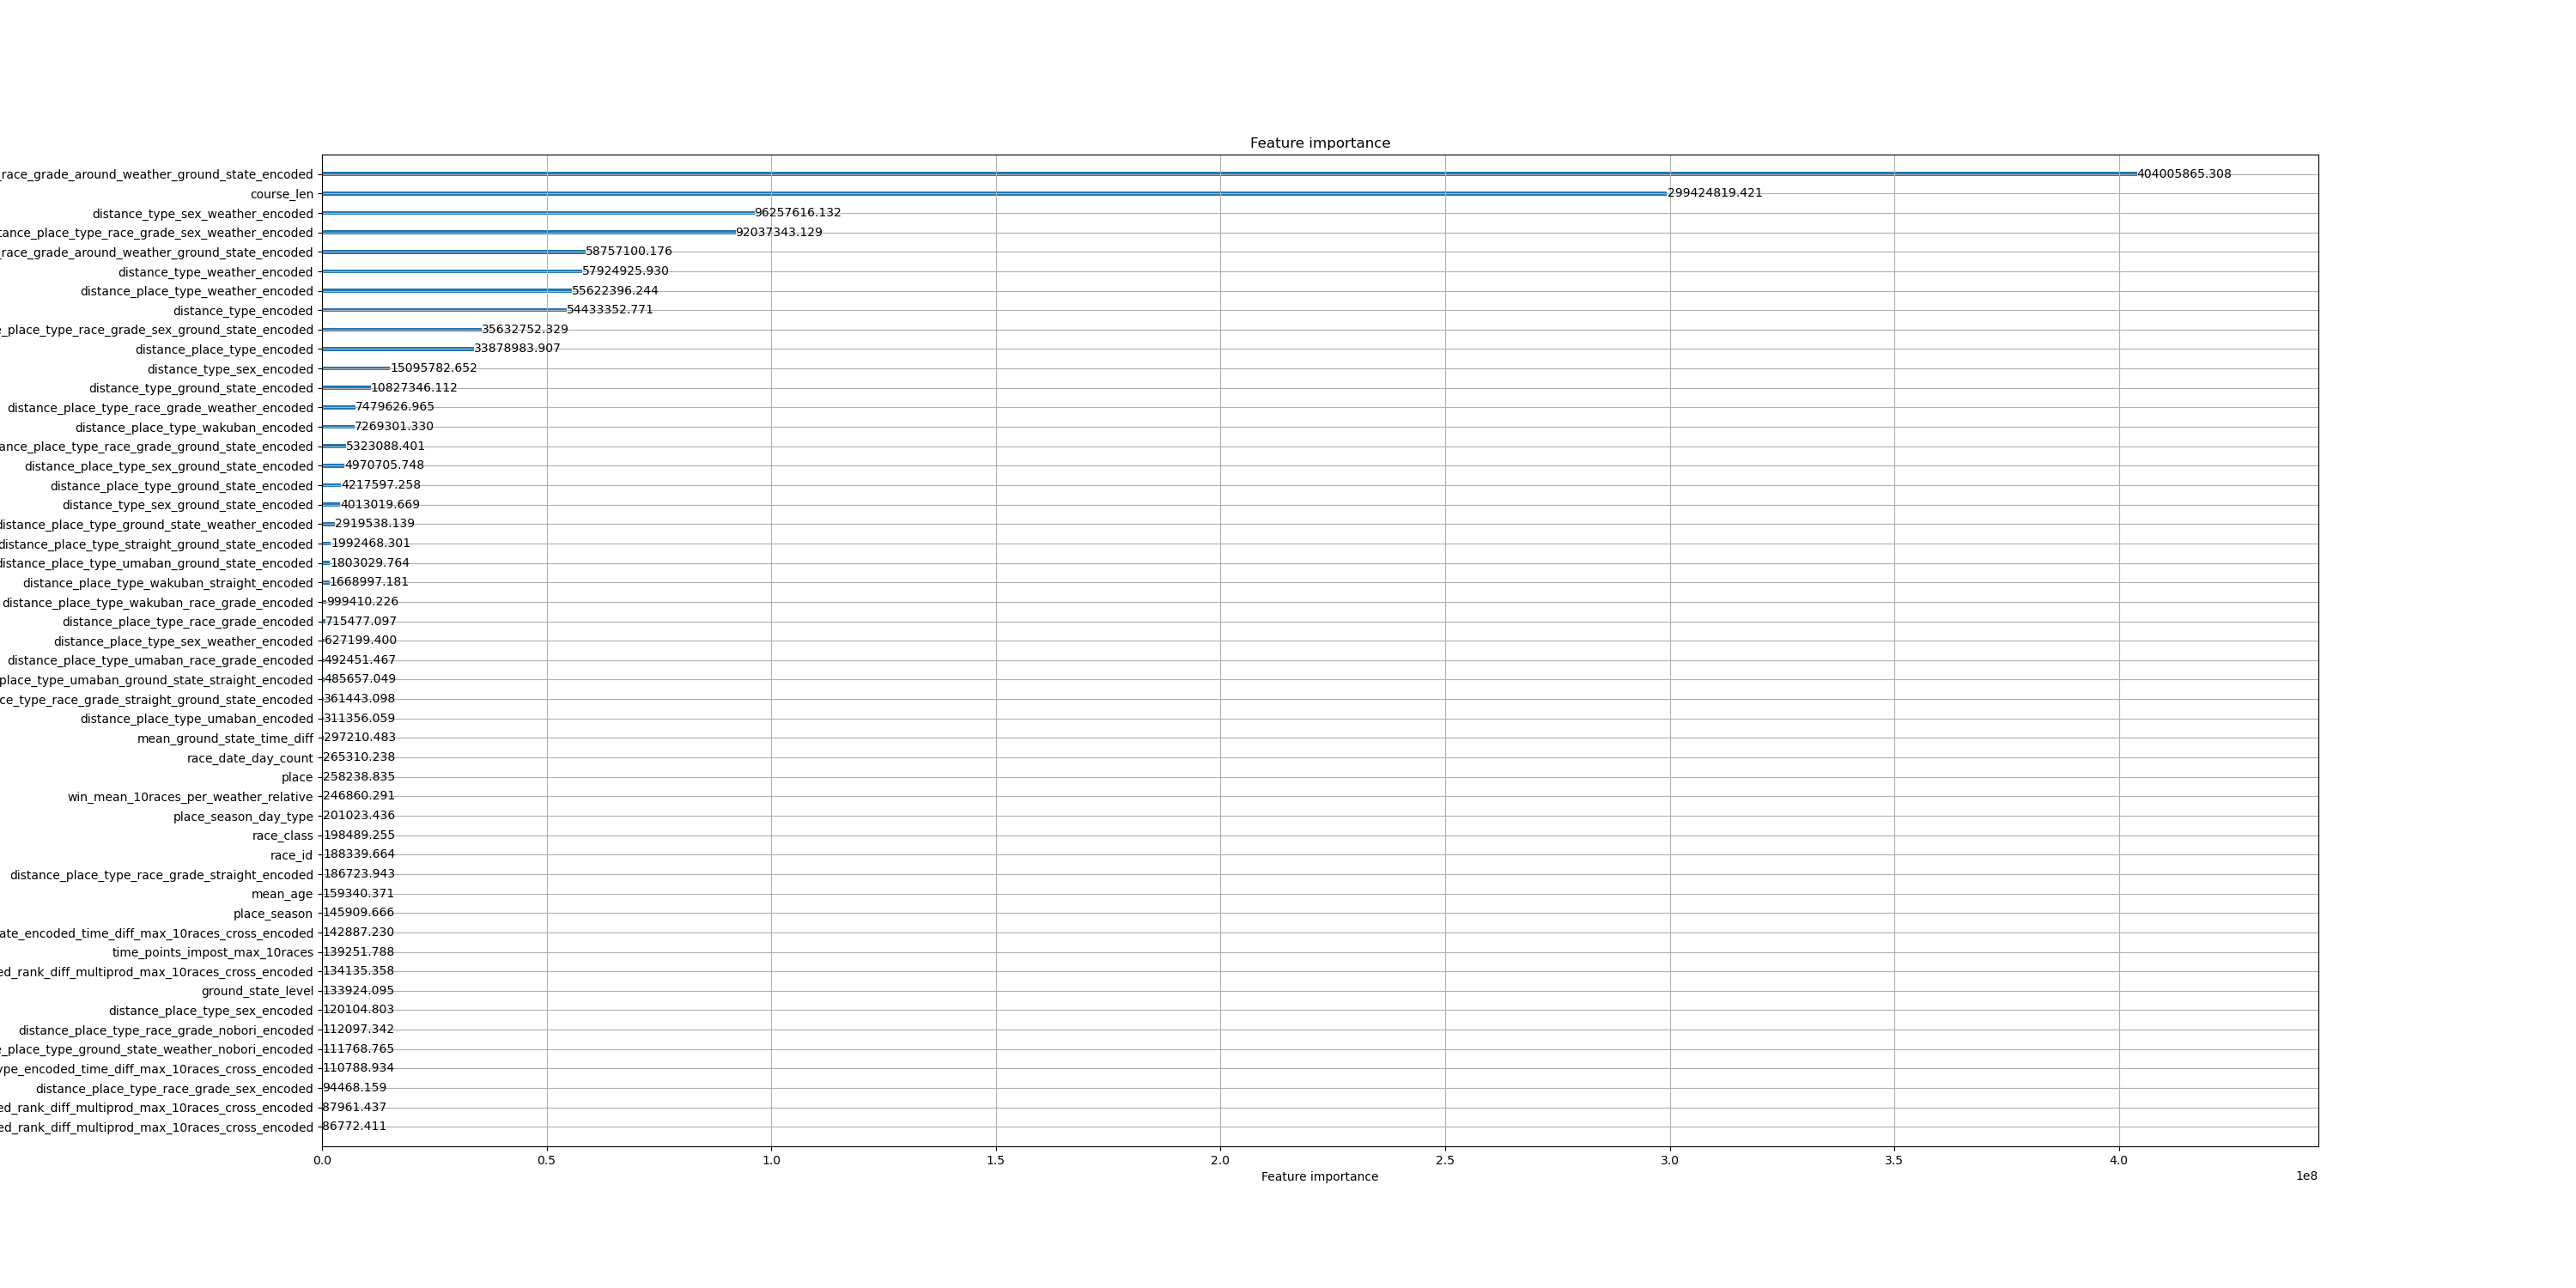 Feature importance
_race_grade_around_weather_ground_state_encoded 404005865.308
course_len 299424819.421
distance_type_sex_weather_encoded 96257616.132
tance_place_type_race_grade_sex_weather_encoded 92037343.129
_race_grade_around_weather_ground_state_encoded 58757100.176
distance_type_weather_encoded 57924925.930
distance_place_type_weather_encoded 55622396.244
distance_type_encoded 54433352.771
e_place_type_race_grade_sex_ground_state_encoded 35632752.329
distance_place_type_encoded 33878983.907
distance_type_sex_encoded 15095782.652
distance_type_ground_state_encoded 10827346.112
distance_place_type_race_grade_weather_encoded 7479626.965
distance_place_type_wakuban_encoded 7269301.330
ance_place_type_race_grade_ground_state_encoded 5323088.401
distance_place_type_sex_ground_state_encoded 4970705.748
distance_place_type_ground_state_encoded 4217597.258
distance_type_sex_ground_state_encoded 4013019.669
distance_place_type_ground_state_weather_encoded 2919538.139
distance_place_type_straight_ground_state_encoded 1992468.301
distance_place_type_umaban_ground_state_encoded 1803029.764
distance_place_type_wakuban_straight_encoded 1668997.181
distance_place_type_wakuban_race_grade_encoded 999410.226
distance_place_type_race_grade_encoded 715477.097
distance_place_type_sex_weather_encoded 627199.400
distance_place_type_umaban_race_grade_encoded 492451.467
place_type_umaban_ground_state_straight_encoded 485657.049
ce_type_race_grade_straight_ground_state_encoded 361443.098
distance_place_type_umaban_encoded 311356.059
mean_ground_state_time_diff 297210.483
race_date_day_count 265310.238
place 258238.835
win_mean_10races_per_weather_relative 246860.291
place_season_day_type 201023.436
race_class 198489.255
race_id 188339.664
distance_place_type_race_grade_straight_encoded 186723.943
mean_age 159340.371
place_season 145909.666
ate_encoded_time_diff_max_10races_cross_encoded 142887.230
time_points_impost_max_10races 139251.788
ed_rank_diff_multiprod_max_10races_cross_encoded 134135.358
ground_state_level 133924.095
distance_place_type_sex_encoded 120104.803
distance_place_type_race_grade_nobori_encoded 112097.342
e_place_type_ground_state_weather_nobori_encoded 111768.765
ype_encoded_time_diff_max_10races_cross_encoded 110788.934
distance_place_type_race_grade_sex_encoded 94468.159
ed_rank_diff_multiprod_max_10races_cross_encoded 87961.437
ed_rank_diff_multiprod_max_10races_cross_encoded 86772.411
0.0 0.5 1.0 1.5 2.0 2.5 3.0 3.5 4.0
1e8
Feature importance